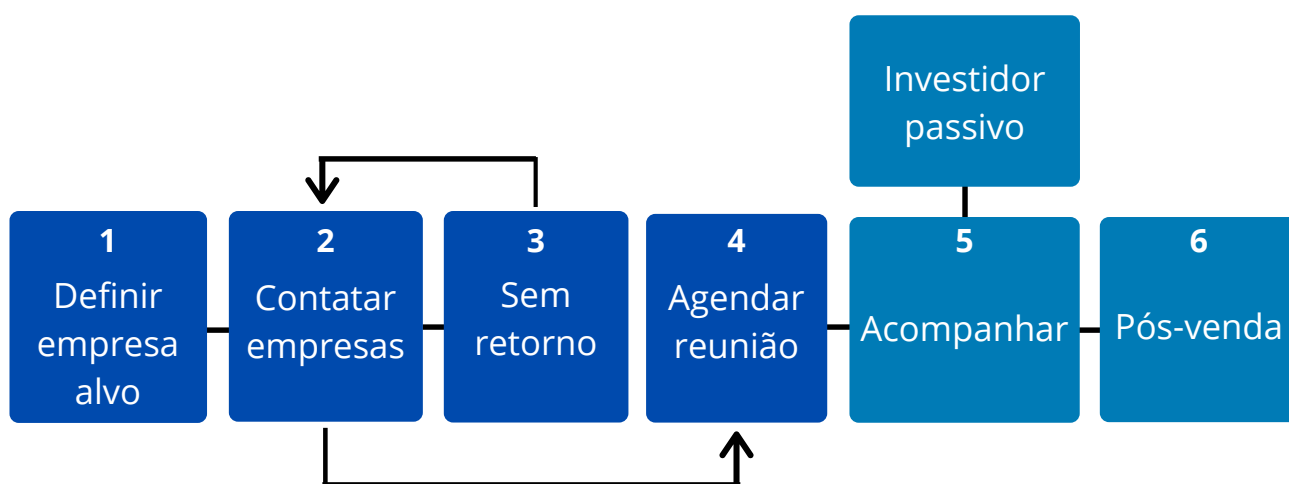 Investidor
passivo
1
Definir
empresa
alvo
2
Contatar
empresas
3
Sem
retorno
4
Agendar
reunião
5
Acompanhar
6
Pós-venda